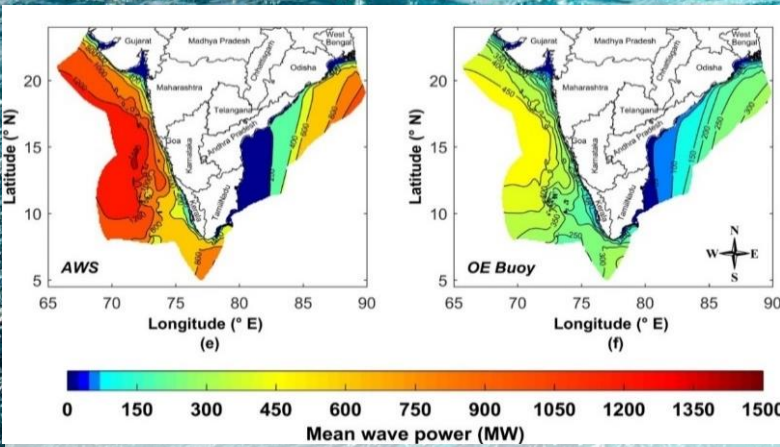 Gujarat
Madhya Pradesh
West
Bengal
Chhattisgarh
Odisha
Maharashtra
Telangana
Andhra Pradesh
Goa
Karnataka
Tamilnadu
Kerala
Latitude (° N)
20
15
10
5
AWS
65 70 75 80 85 90
Longitude (° E)
(e)
Gujarat
Madhya Pradesh
West
Bengal
Chhattisgarh
Odisha
Maharashtra
Telangana
Andhra Pradesh
Goa
Karnataka
Tamilnadu
Latitude (° N)
20
15
10
5
OE Buoy
N
W E
S
65 70 75 80 85 90
Longitude (° E)
(f)
0 150 300 450 600 750 900 1050 1200 1350 1500
Mean wave power (MW)